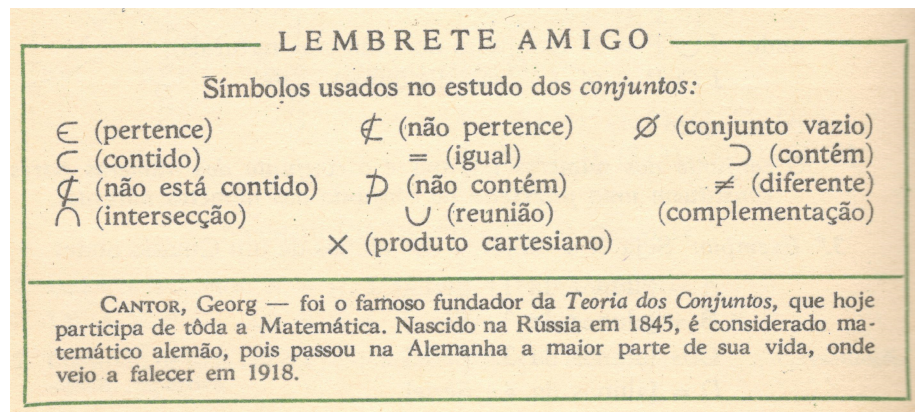 LEMBRETE AMIGO
Símbolos usados no estudo dos conjuntos:
∈ (pertence) ∉ (não pertence) Ø (conjunto vazio)
⊂ (contido) = (igual) ⊃ (contém)
⊄ (não está contido) ⊅ (não contém) ≠ (diferente)
∩ (intersecção) ∪ (reunião) (complementação)
× (produto cartesiano)
CANTOR, Georg — foi o famoso fundador da Teoria dos Conjuntos, que hoje
participa de tôda a Matemática. Nascido na Rússia em 1845, é considerado ma-
temático alemão, pois passou na Alemanha a maior parte de sua vida, onde
veio a falecer em 1918.